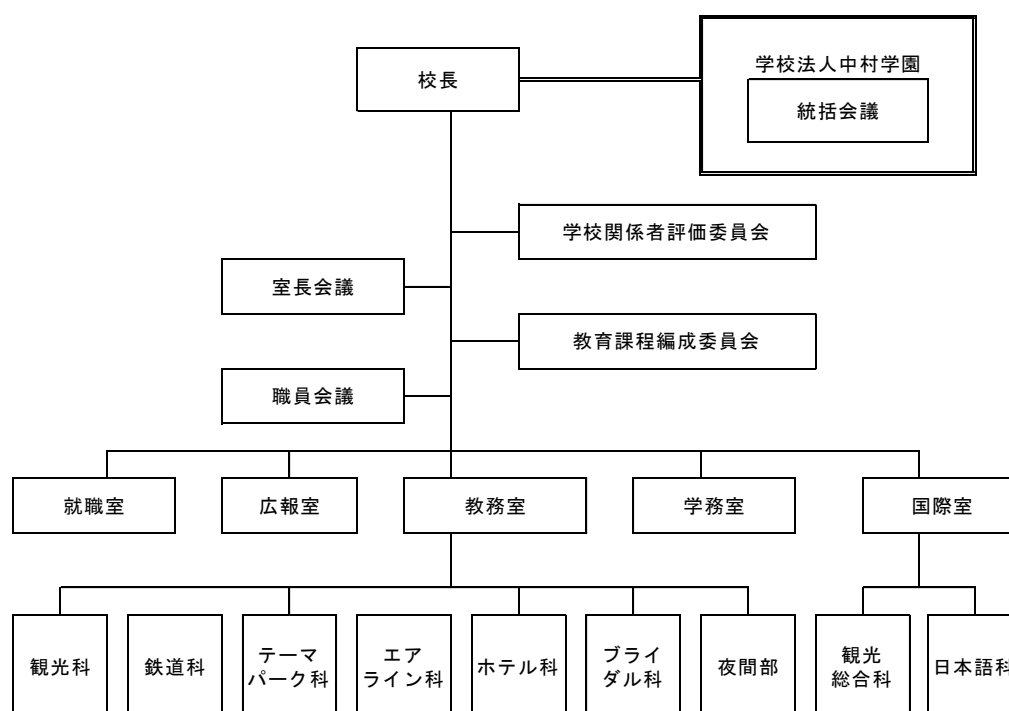 校長
学校法人中村学園
統括会議
学校関係者評価委員会
室長会議
教育課程編成委員会
職員会議
就職室
広報室
教務室
学務室
国際室
観光科
鉄道科
テーマ
パーク科
エア
ライン科
ホテル科
ブライ
ダル科
夜間部
観光
総合科
日本語科